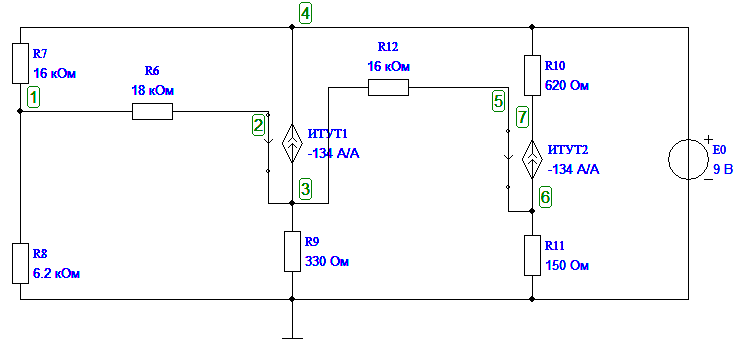 4
R7
16 кОм
R6
18 кОм
R12
16 кОм
R10
620 Ом
1
2
5
7
ИТУТ1
-134 А/А
ИТУТ2
-134 А/А
+
E0
9 В
−
3
6
R8
6.2 кОм
R9
330 Ом
R11
150 Ом